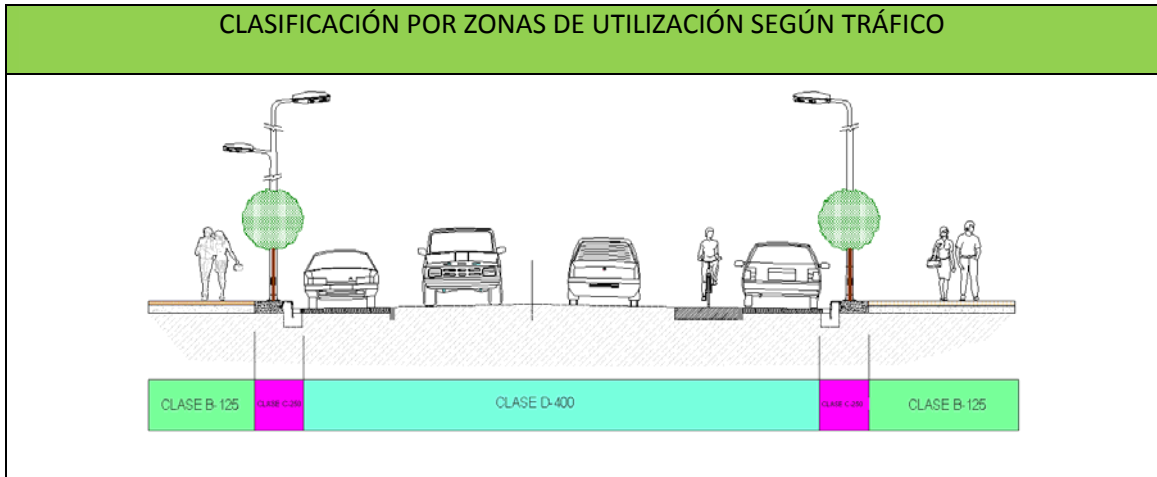 CLASIFICACIÓN POR ZONAS DE UTILIZACIÓN SEGÚN TRÁFICO
CLASE B-125
CLASE C-250
CLASE D-400
CLASE C-250
CLASE B-125